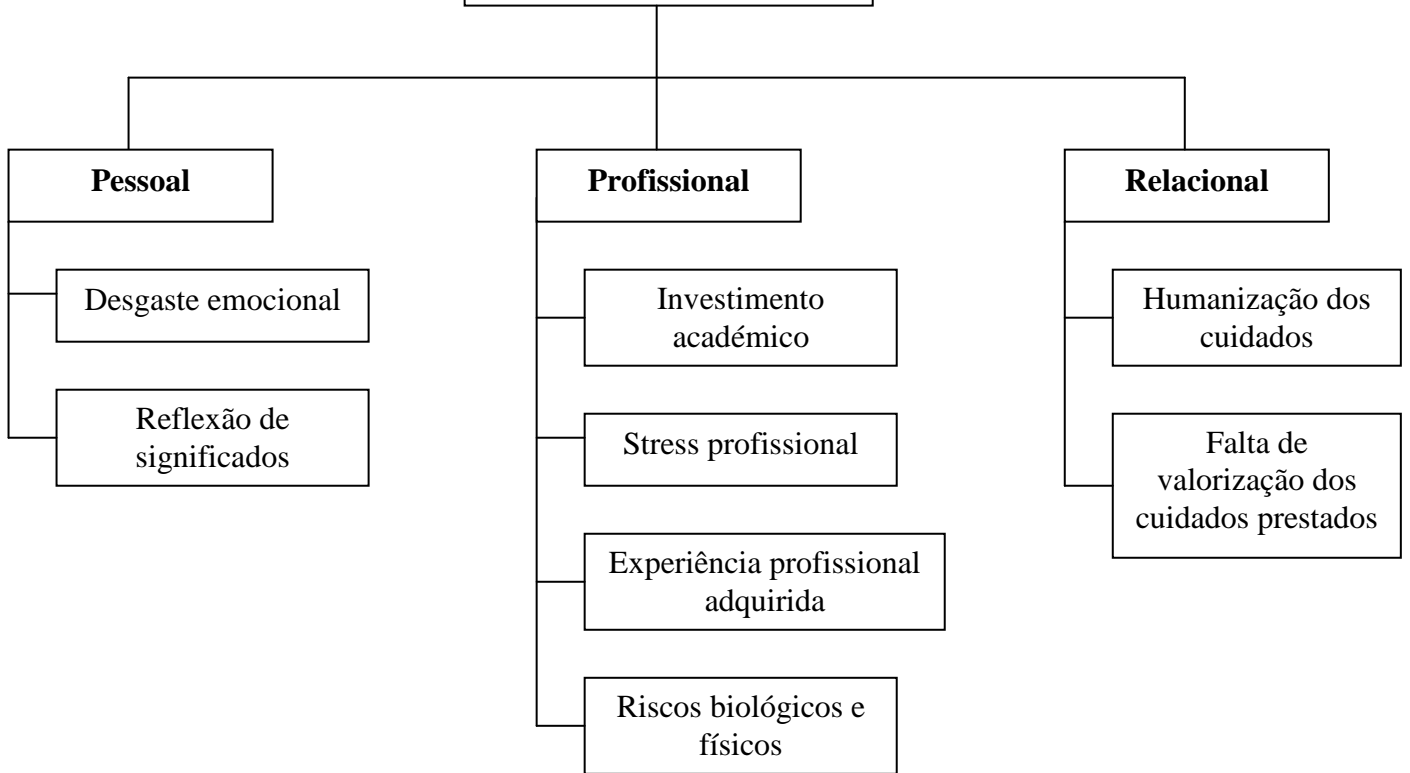 Pessoal
Desgaste emocional
Reflexão de
significados
Profissional
Investimento
académico
Stress profissional
Experiência profissional
adquirida
Riscos biológicos e
físicos
Relacional
Humanização dos
cuidados
Falta de
valorização dos
cuidados prestados